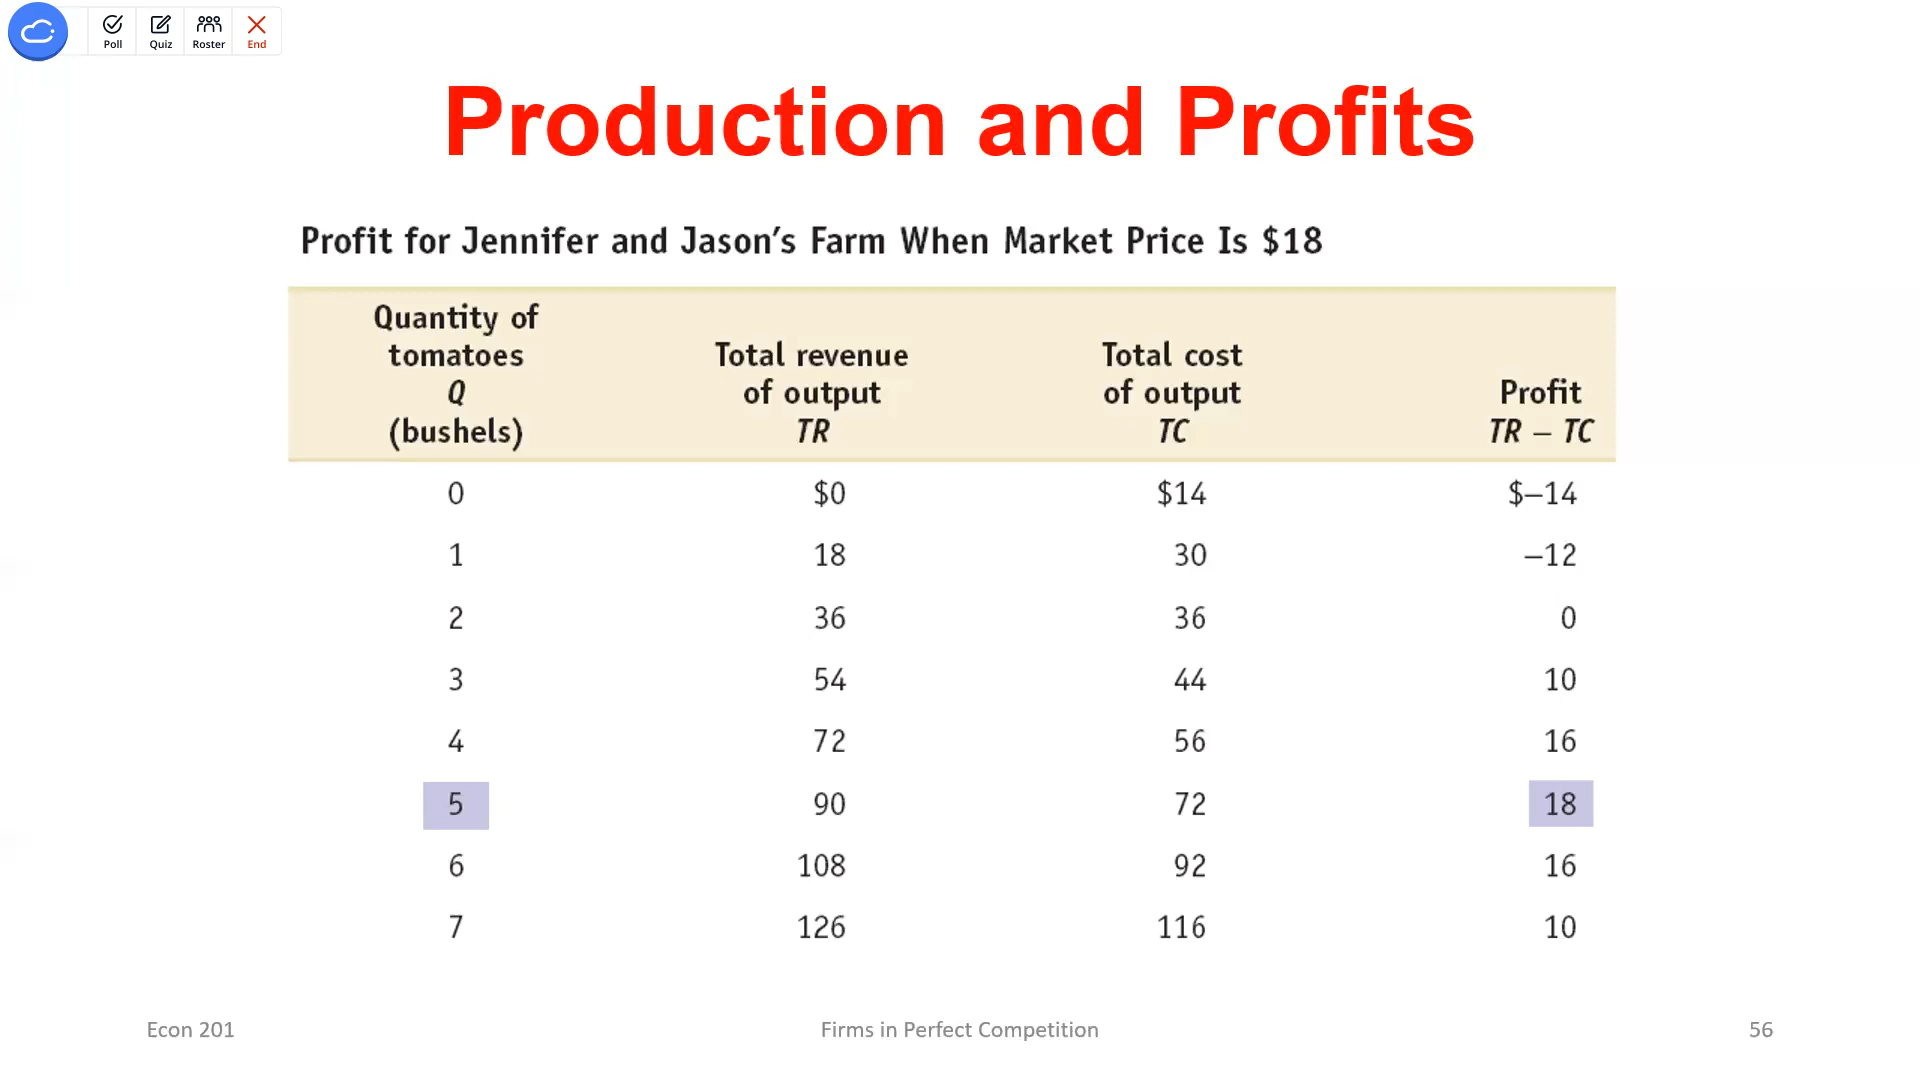 Poll Quiz Roster End
Production and Profits
Profit for Jennifer and Jason’s Farm When Market Price Is $18
Quantity of
tomatoes Total revenue Total cost
Q of output of output Profit
(bushels) TR TC TR – TC
0 $0 $14 $–14
1 18 30 –12
2 36 36 0
3 54 44 10
4 72 56 16
5 90 72 18
6 108 92 16
7 126 116 10
Econ 201 Firms in Perfect Competition 56